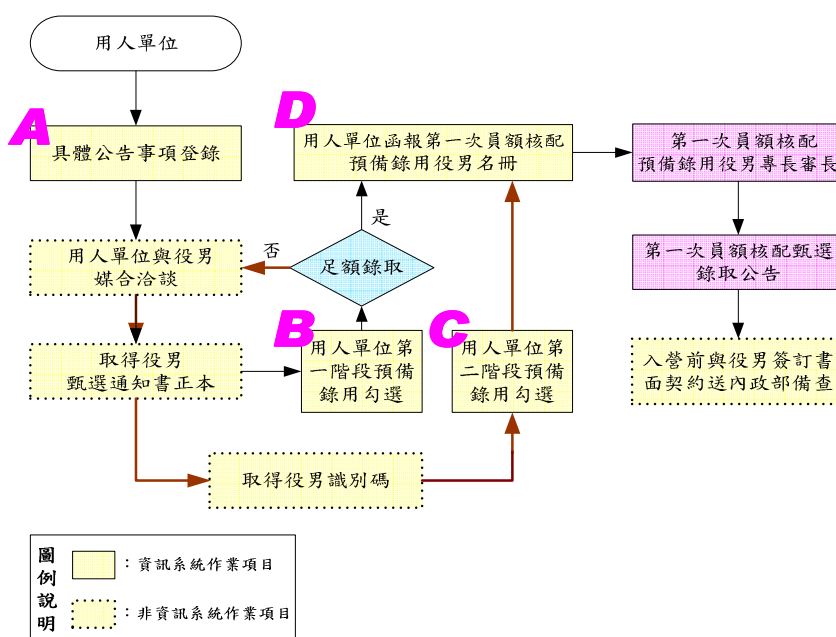 用人單位
A
具體公告事項登錄
用人單位與役男
媒合洽談
取得役男
甄選通知書正本
取得役男識別碼
B
用人單位第
一階段預備
錄用勾選
足額錄取
否
是
C
用人單位第
二階段預備
錄用勾選
D
用人單位函報第一次員額核配
預備錄用役男名冊
第一次員額核配
預備錄用役男專長審長
第一次員額核配甄選
錄取公告
入營前與役男簽訂書
面契約送內政部備查
圖例說明
：資訊系統作業項目
：非資訊系統作業項目